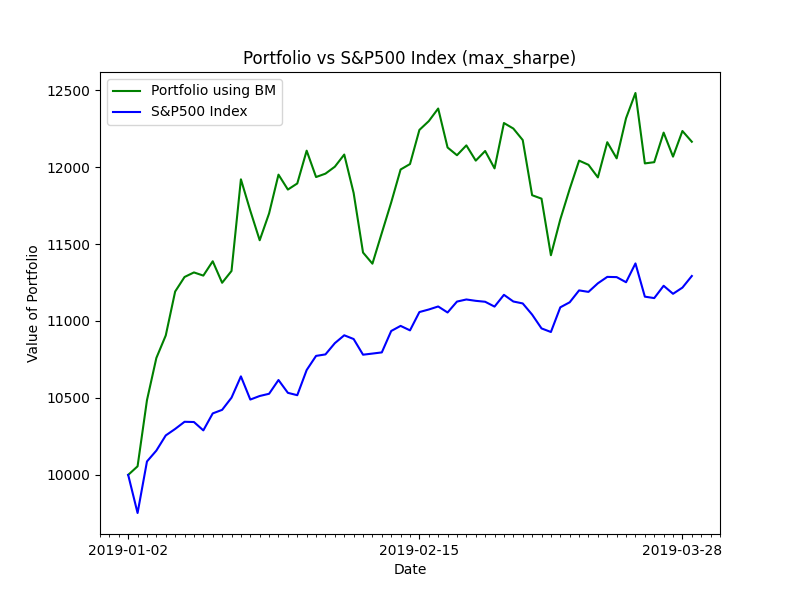 Portfolio vs S&P500 Index (max_sharpe)
Portfolio using BM
S&P500 Index
12500
12000
11500
11000
10500
10000
Value of Portfolio
2019-01-02
2019-02-15
2019-03-28
Date